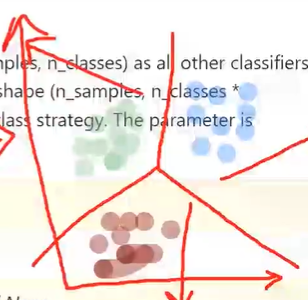 mples, n_classes) as all other classifiers
shape (n_samples, n_classes *
lass strategy. The parameter is